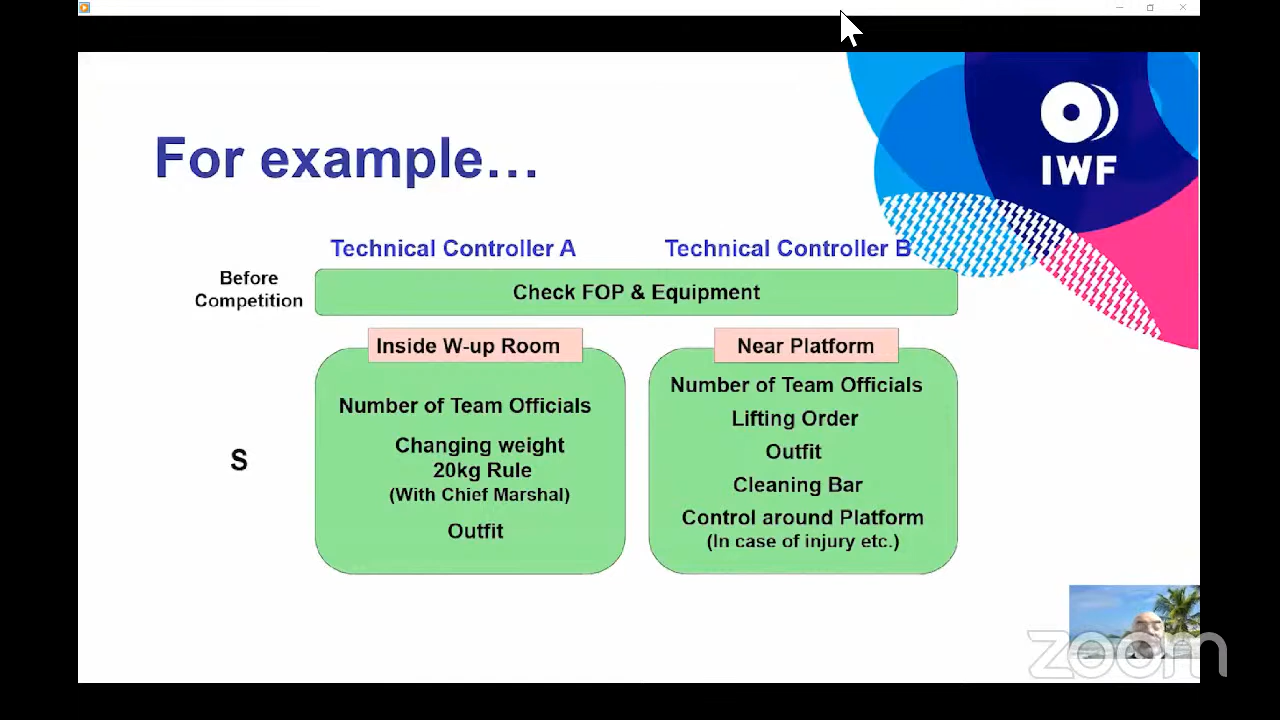 IWF
For example…
Technical Controller A
Technical Controller B
Before
Competition
Check FOP & Equipment
Inside W-up Room
Near Platform
Number of Team Officials
Changing weight
20kg Rule
(With Chief Marshal)
Outfit
Number of Team Officials
Lifting Order
Outfit
Cleaning Bar
Control around Platform
(In case of injury etc.)
S
zoom